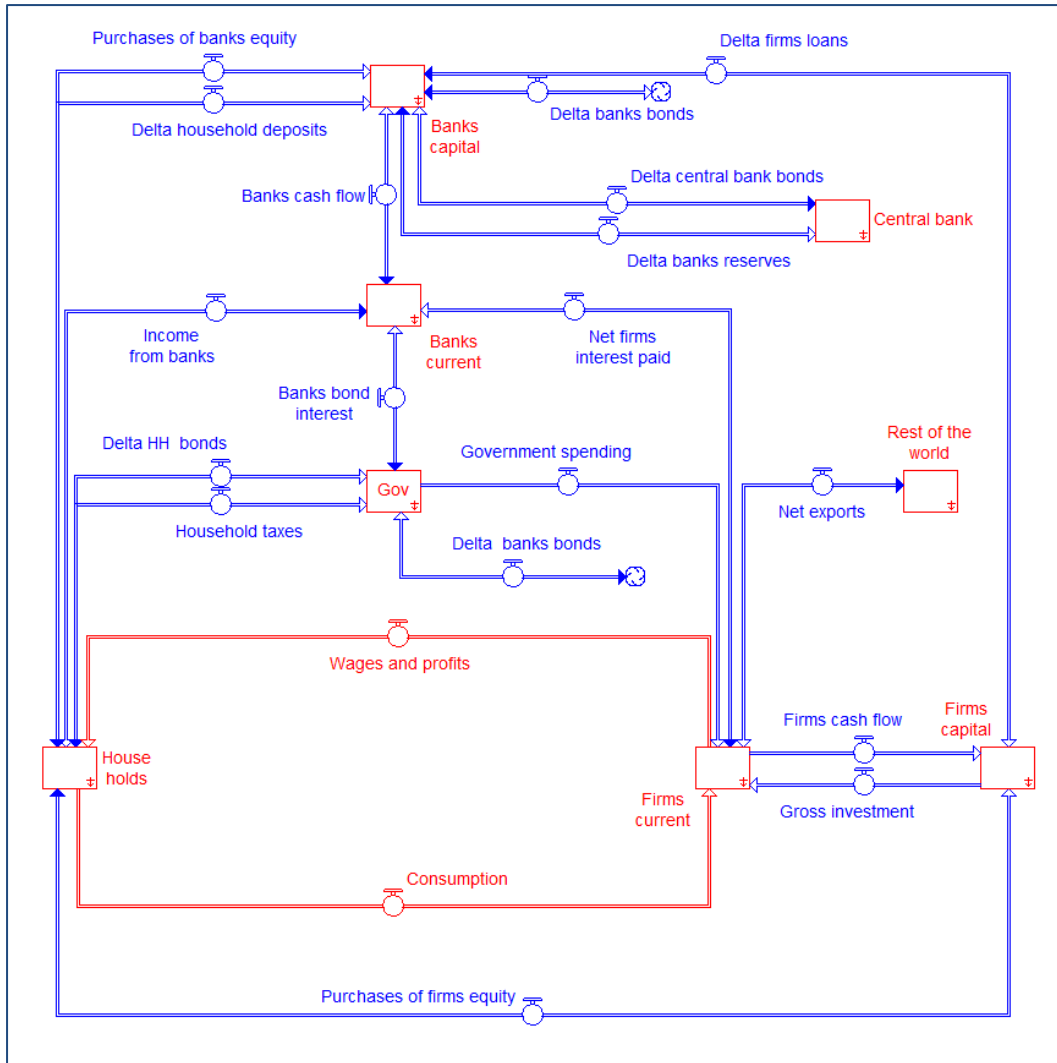 Purchases of banks equity
Delta firms loans
Delta household deposits
Banks
capital
Delta banks bonds
Banks cash flow
Delta central bank bonds
Central bank
Delta banks reserves
Income
from banks
Banks
current
Net firms
interest paid
Banks bond
interest
Delta HH bonds
Government spending
Rest of the
world
Gov
Household taxes
Net exports
Delta banks bonds
Wages and profits
House
holds
Firms cash flow
Firms
capital
Firms
current
Gross investment
Consumption
Purchases of firms equity